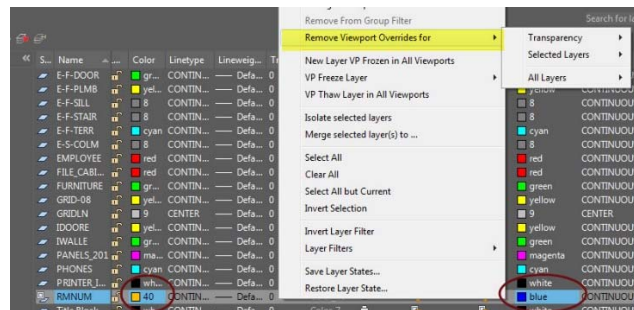 Remove From Group Filter Search for la
Remove Viewport Overrides for Transparency
« S... Name ... Color Linetype Lineweig... Selected Layers
New Layer VP Frozen in All Viewports
E-F-DOOR gr... CONTIN... Defa... 0 VP Freeze Layer All Layers
E-F-PLMB yel... CONTIN... Defa... 0 VP Thaw Layer in All Viewports yellow CONTINUOU
E-F-SILL 8 CONTIN... Defa... 0 8 CONTINUOU
E-F-STAIR 8 CONTIN... Defa... 0 Isolate selected layers 8 CONTINUOU
E-F-TERR cyan CONTIN... Defa... 0 Merge selected layer(s) to ... cyan CONTINUOU
E-S-COLM 8 CONTIN... Defa... 0 8 CONTINUOU
EMPLOYEE red CONTIN... Defa... 0 Select All red CONTINUOU
FILE_CABI... red CONTIN... Defa... 0 Clear All red CONTINUOU
FURNITURE gr... CONTIN... Defa... 0 Select All but Current green CONTINUOU
GRID-08 yel... CONTIN... Defa... 0 Invert Selection yellow CONTINUOU
GRIDLN 9 CENTER Defa... 0 9 CENTER
IDOORE yel... CONTIN... Defa... 0 Invert Layer Filter yellow CONTINUOU
IWALLE gr... CONTIN... Defa... 0 Layer Filters green CONTINUOU
PANELS_201 ma... CONTIN... Defa... 0 magenta CONTINUOU
PHONES cyan CONTIN... Defa... 0 Save Layer States... cyan CONTINUOU
PRINTER_I... wh... CONTIN... Defa... 0 Restore Layer State... white CONTINUOU
RMNUM 40 CONTIN... Defa... 0 blue CONTINUOU